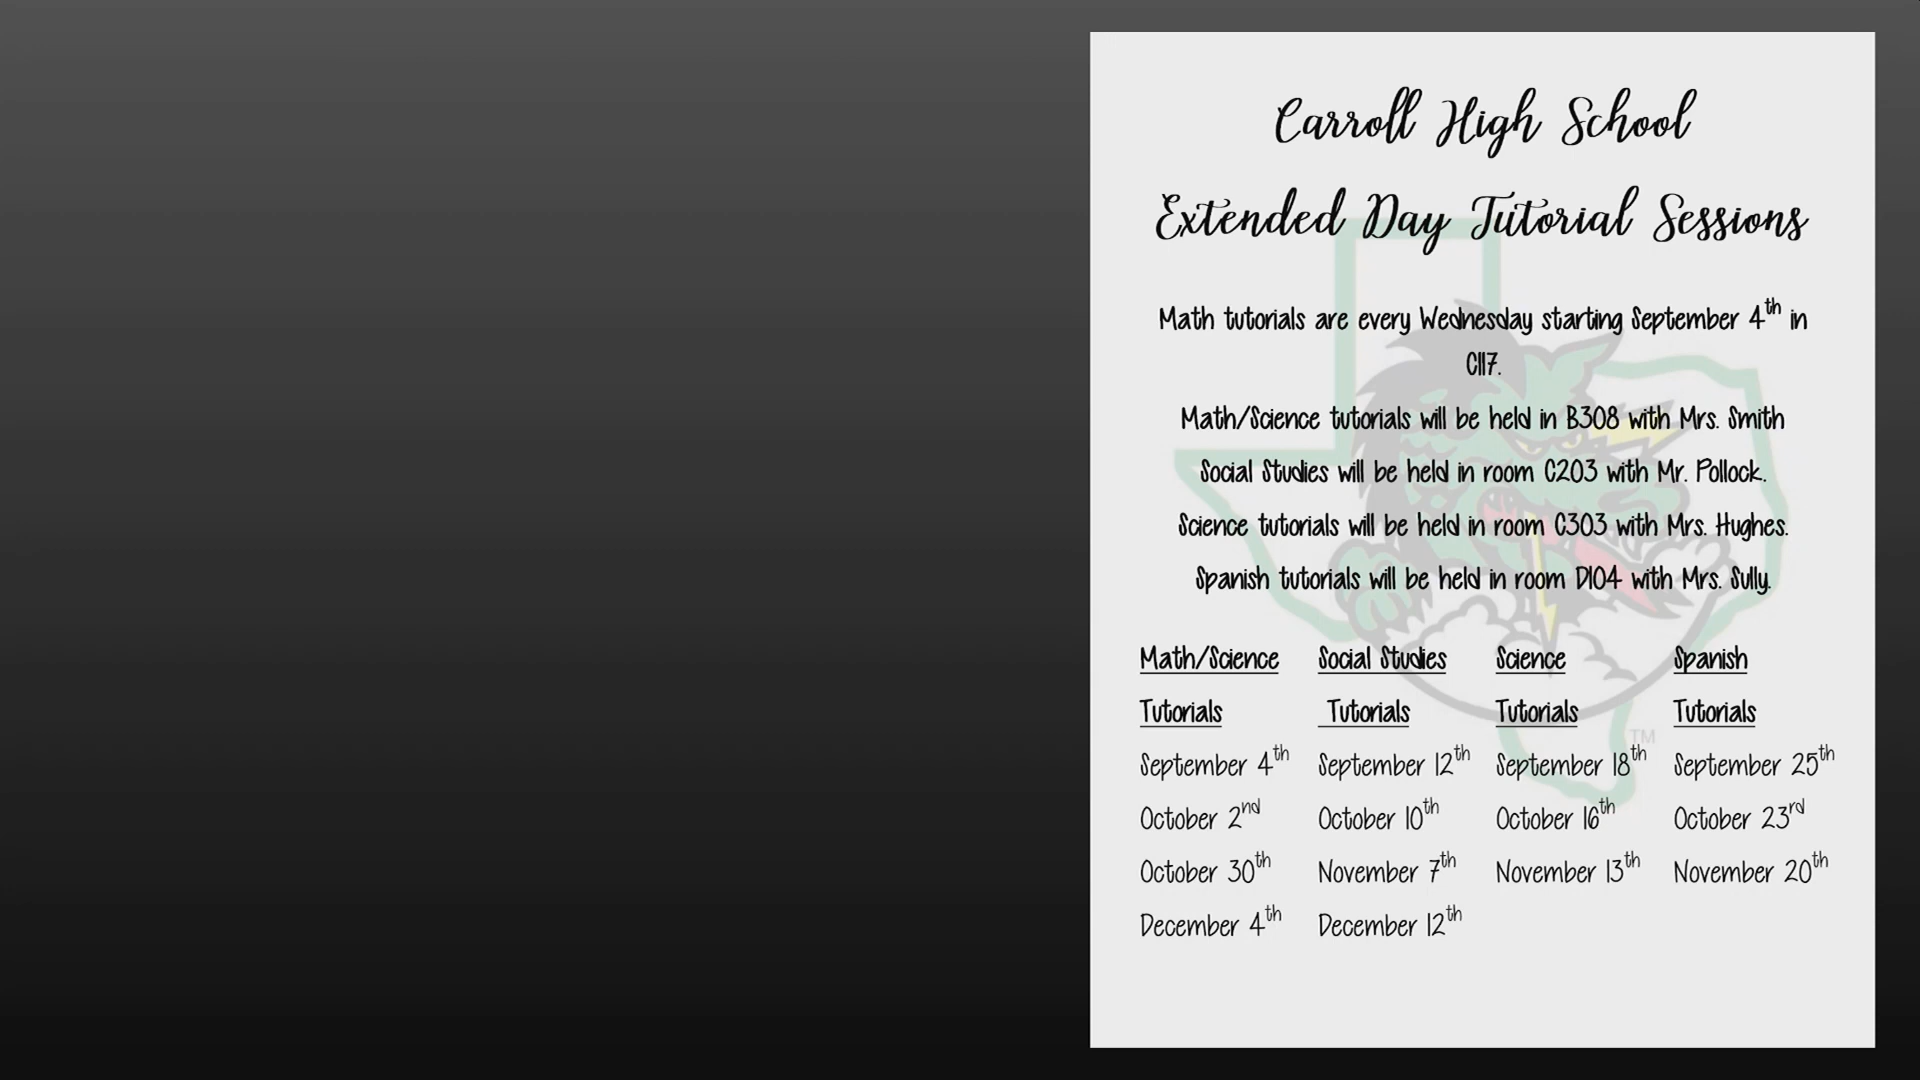 Carroll High School
Extended Day Tutorial Sessions
Math tutorials are every Wednesday starting September 4th in
C117.
Math/Science tutorials will be held in B308 with Mrs. Smith
Social Studies will be held in room C203 with Mr. Pollock.
Science tutorials will be held in room C303 with Mrs. Hughes.
Spanish tutorials will be held in room D104 with Mrs. Sully.
Math/Science
Tutorials
September 4th
October 2nd
October 30th
December 4th
Social Studies
Tutorials
September 12th
October 10th
November 7th
December 12th
Science
Tutorials
September 18th
October 16th
November 13th
Spanish
Tutorials
September 25th
October 23rd
November 20th
TM